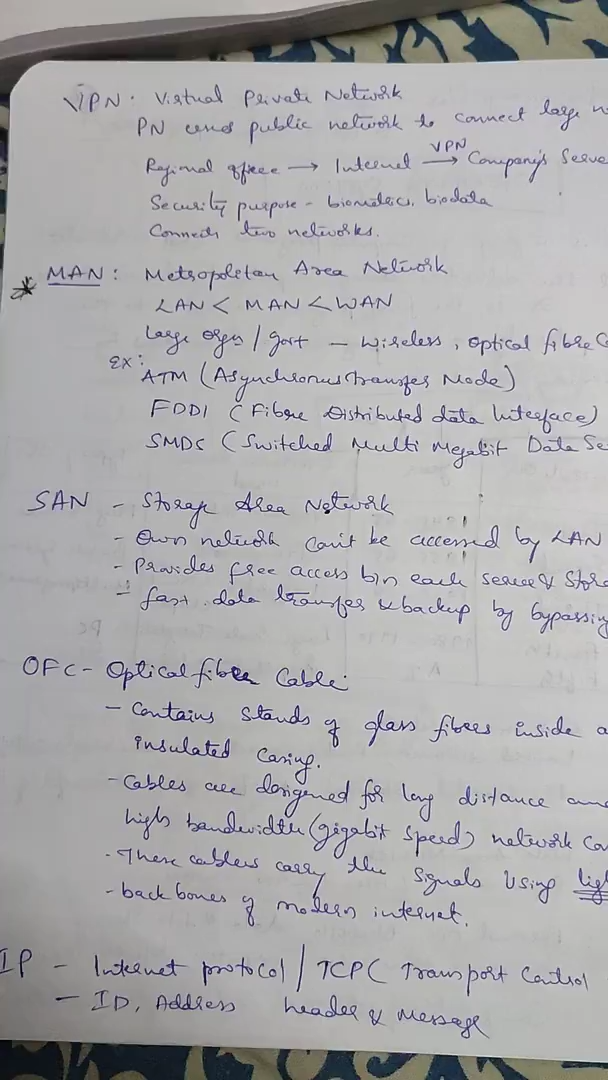 VPN : Virtual Private Network
PN uses public network to connect large
Regional office → Internet VPN → Company's Serve
Security purpose - biometrics, biodata
Connects two networks.
* MAN : Metropolitan Area Network
LAN < MAN < WAN
Large orgs / govt - Wireless, Optical fibre C
Ex :
ATM (Asynchronus transfer Mode)
FDDI (Fibre Distributed data Interface)
SMDS (Switched Multi Megabit Data Se
SAN - Storage Area Network
- Own network can't be accessed by LAN
- Provides free access b/n each server & Stora
- fast data transfer & backup by bypassing
OFC - Optical fibre Cable
- Contains stands of glass fibres inside a
insulated casing.
- Cables are designed for long distance and
high bandwidth (gigabit speed) network Co
- These cables carry the signals Using lig
- back bones of modern internet.
IP - Internet protocol / TCP ( Transport Control
- ID, Address header & Message